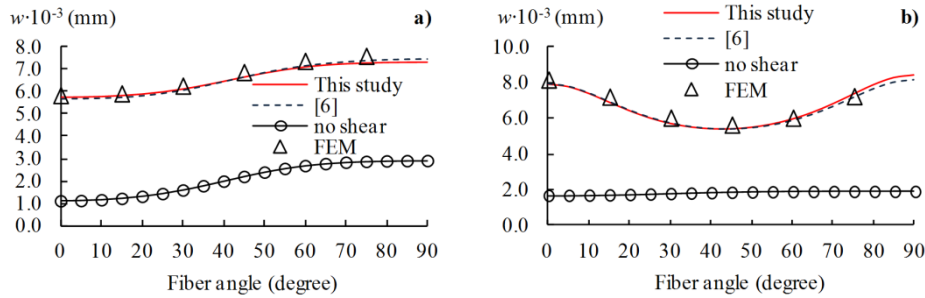 w·10⁻³ (mm)
a)
8.0
7.0
6.0
5.0
4.0
3.0
2.0
1.0
0.0
This study
[6]
no shear
FEM
0 10 20 30 40 50 60 70 80 90
Fiber angle (degree)
w·10⁻³ (mm)
b)
10.0
8.0
6.0
4.0
2.0
0.0
This study
[6]
no shear
FEM
0 10 20 30 40 50 60 70 80 90
Fiber angle (degree)